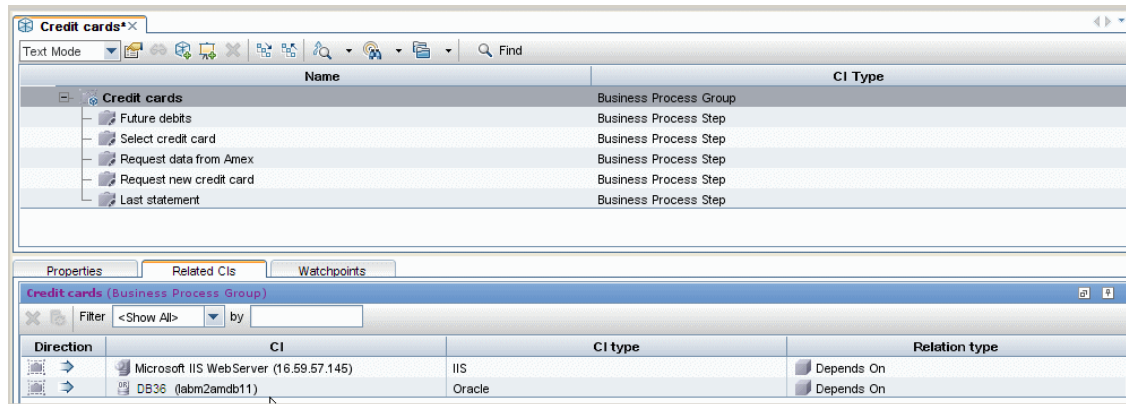 Credit cards*
Text Mode Find
Name CI Type
Credit cards Business Process Group
Future debits Business Process Step
Select credit card Business Process Step
Request data from Amex Business Process Step
Request new credit card Business Process Step
Last statement Business Process Step
Properties Related CIs Watchpoints
Credit cards (Business Process Group)
Filter <Show All> by
Direction CI CI type Relation type
Microsoft IIS WebServer (16.59.57.145) IIS Depends On
DB36 (labm2amdb11) Oracle Depends On